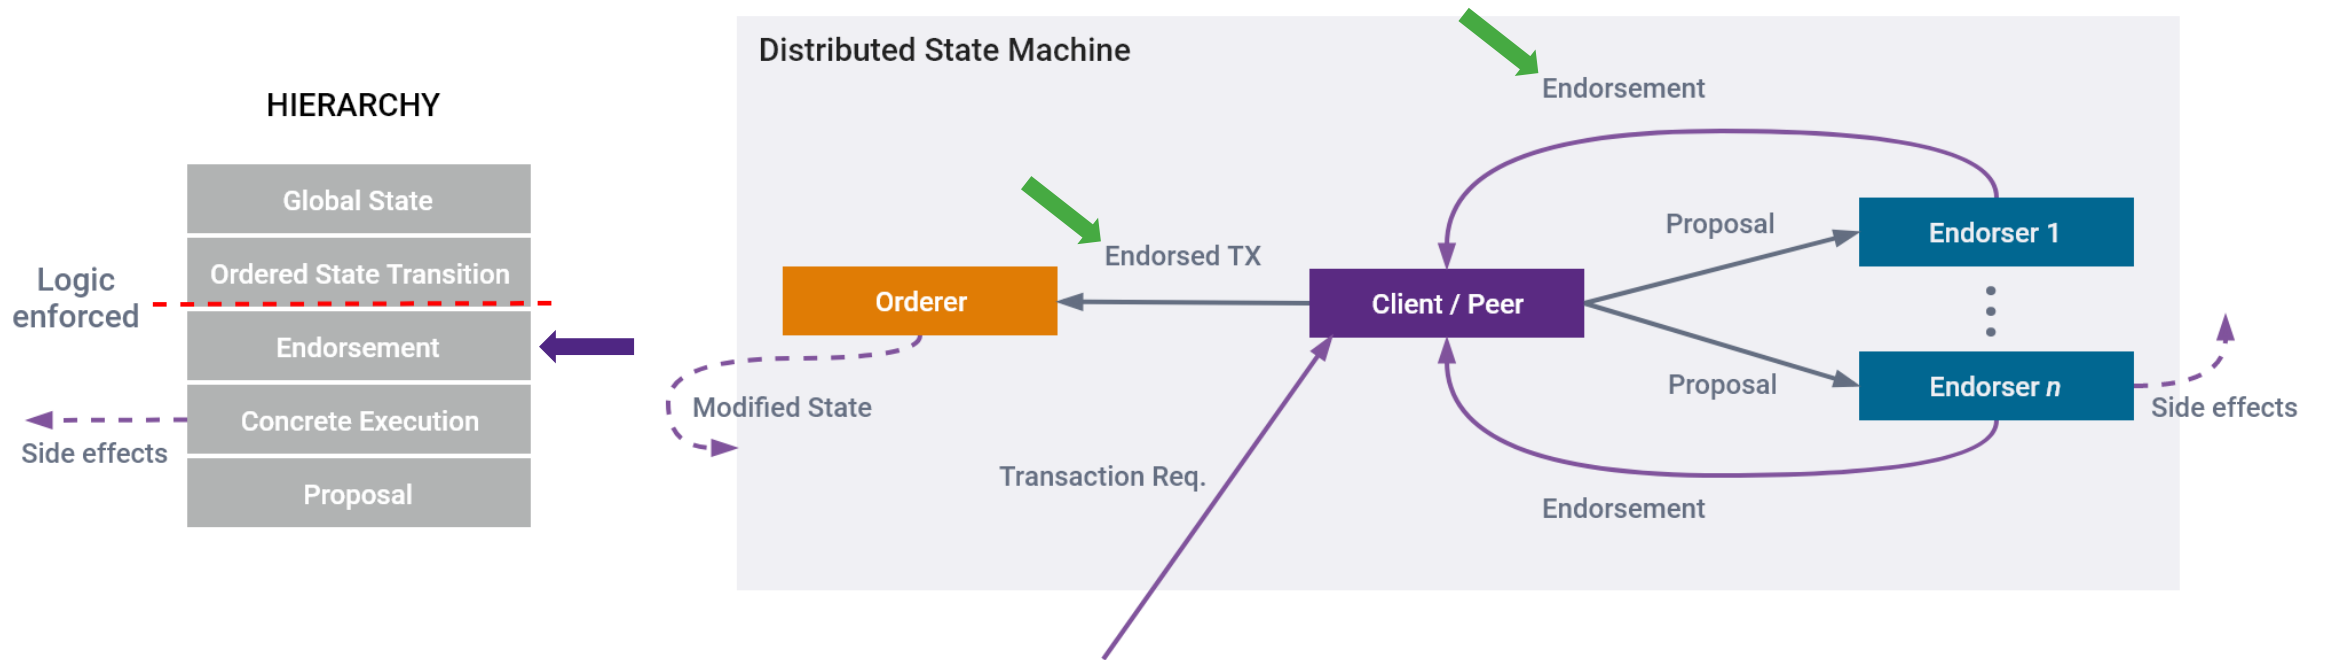 HIERARCHY
Global State
Ordered State Transition
Logic
enforced
Endorsement
Concrete Execution
Side effects
Proposal
Distributed State Machine
Endorsement
Endorsed TX
Proposal
Endorser 1
Orderer
Client / Peer
Proposal
Endorser n
Modified State
Side effects
Transaction Req.
Endorsement